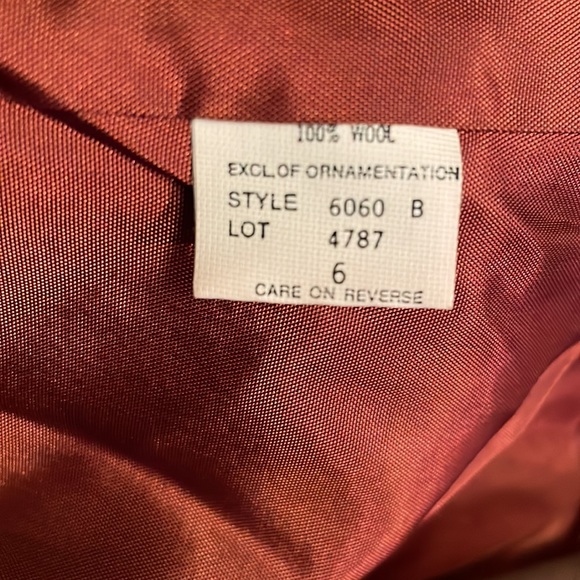 100% WOOL
EXCL.OF ORNAMENTATION
STYLE 6060 B
LOT 4787
6
CARE ON REVERSE